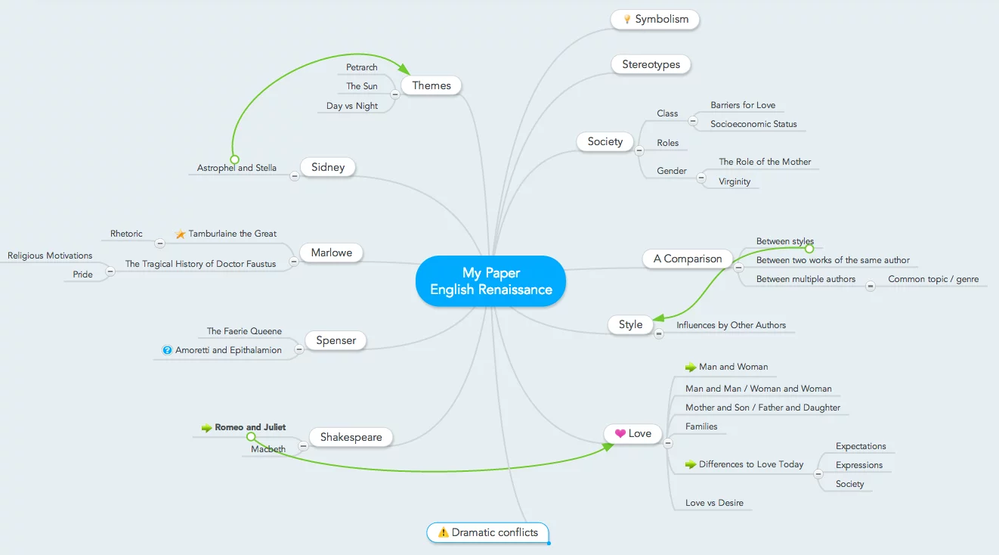 Symbolism
Stereotypes
Petrarch
The Sun
Day vs Night
Themes
Society
Class
Barriers for Love
Socioeconomic Status
Roles
Gender
The Role of the Mother
Virginity
Astrophel and Stella
Sidney
Rhetoric
Tamburlaine the Great
Religious Motivations
Pride
The Tragical History of Doctor Faustus
Marlowe
My Paper
English Renaissance
A Comparison
Between styles
Between two works of the same author
Between multiple authors
Common topic / genre
Style
Influences by Other Authors
The Faerie Queene
Amoretti and Epithalamion
Spenser
Romeo and Juliet
Macbeth
Shakespeare
Love
Man and Woman
Man and Man / Woman and Woman
Mother and Son / Father and Daughter
Families
Differences to Love Today
Expectations
Expressions
Society
Love vs Desire
Dramatic conflicts